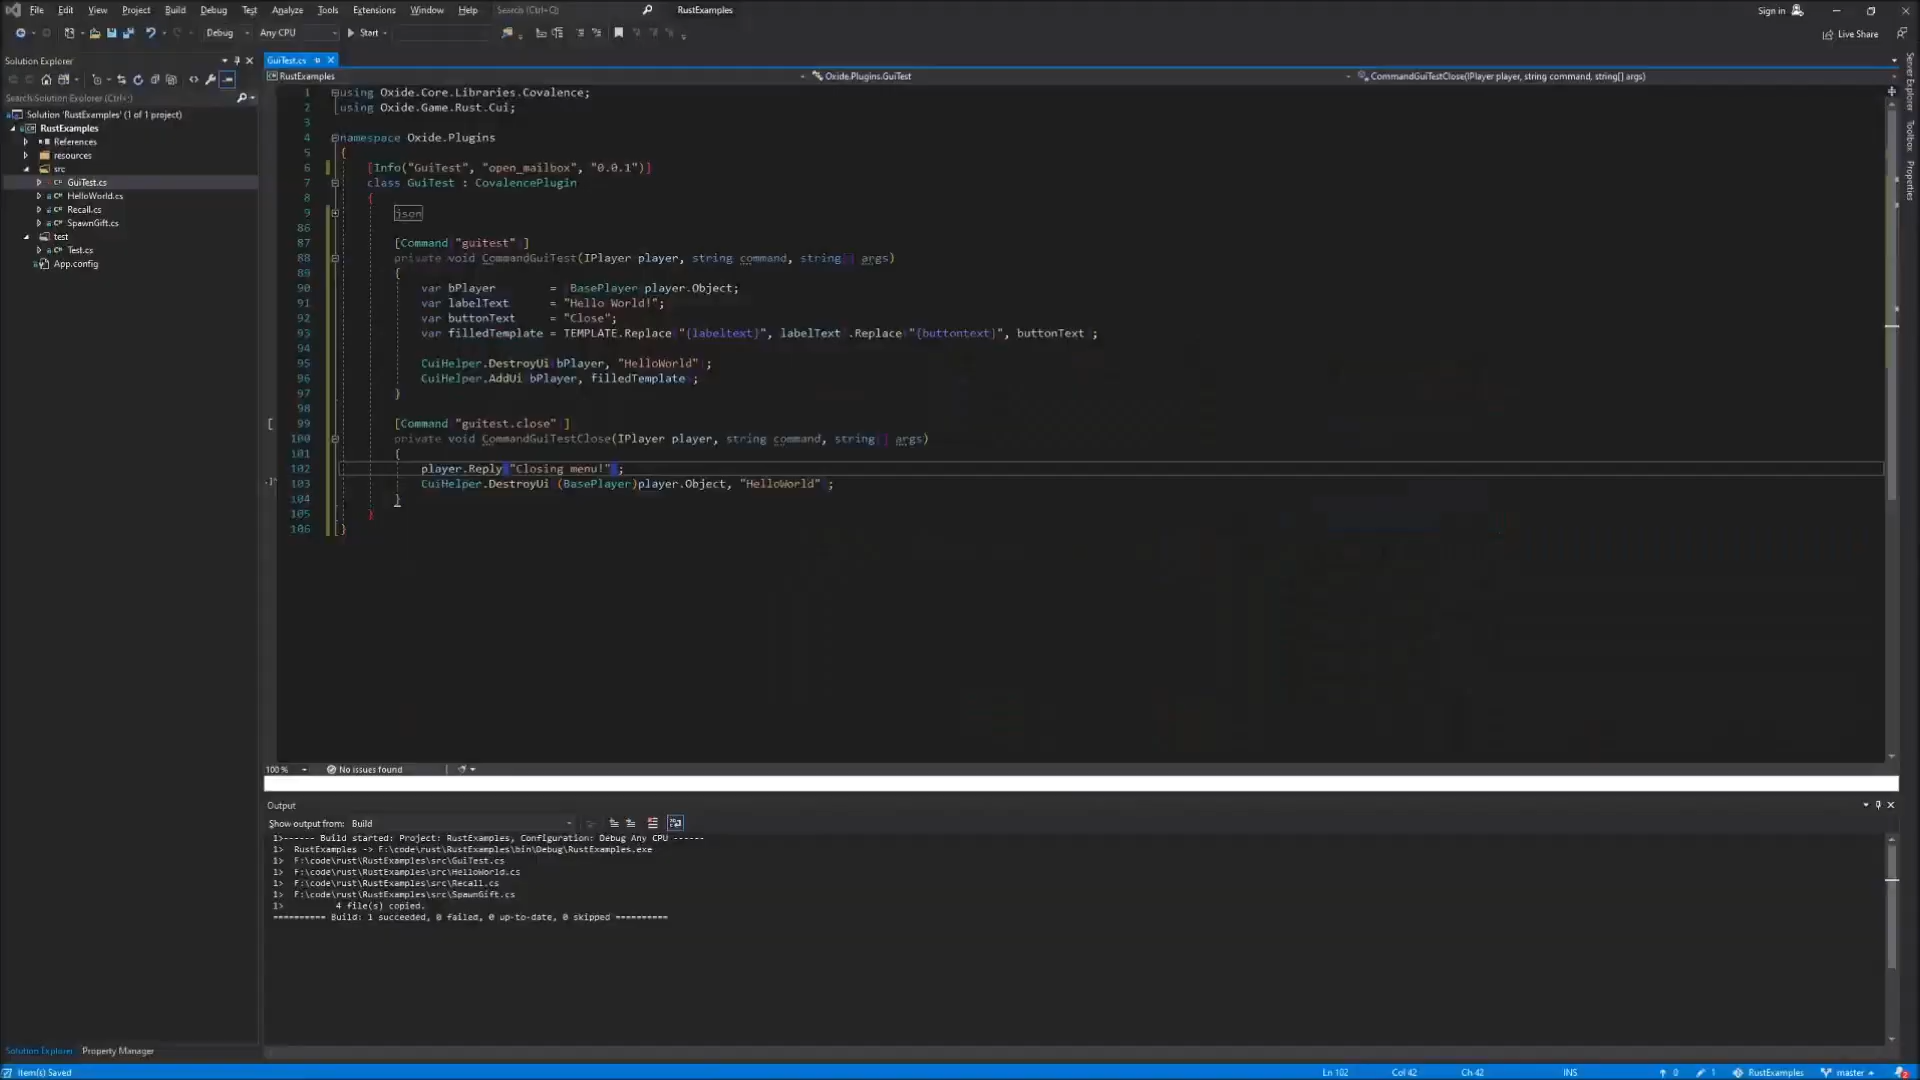 File Edit View Project Build Debug Test Analyze Tools Extensions Window Help Search (Ctrl+Q) RustExamples Sign in
Debug Any CPU Start Live Share
Solution Explorer
GuiTest.cs
RustExamples Oxide.Plugins.GuiTest CommandGuiTestClose(IPlayer player, string command, string[] args)
Search Solution Explorer (Ctrl+;)
Solution 'RustExamples' (1 of 1 project)
RustExamples
References
resources
src
GuiTest.cs
HelloWorld.cs
Recall.cs
SpawnGift.cs
test
Test.cs
App.config
1 using Oxide.Core.Libraries.Covalence;
2 using Oxide.Game.Rust.Cui;
3
4 namespace Oxide.Plugins
5 {
6 [Info("GuiTest", "open_mailbox", "0.0.1")]
7 class GuiTest : CovalencePlugin
8 {
9 json
86
87 [Command "guitest" ]
88 private void CommandGuiTest(IPlayer player, string command, string[] args)
89 {
90 var bPlayer = BasePlayer player.Object;
91 var labelText = "Hello World!";
92 var buttonText = "Close";
93 var filledTemplate = TEMPLATE.Replace "{labeltext}", labelText .Replace "{buttontext}", buttonText ;
94
95 CuiHelper.DestroyUi bPlayer, "HelloWorld" ;
96 CuiHelper.AddUi bPlayer, filledTemplate ;
97 }
98
99 [Command "guitest.close" ]
100 private void CommandGuiTestClose(IPlayer player, string command, string[] args)
101 {
102 player.Reply "Closing menu!" ;
103 CuiHelper.DestroyUi (BasePlayer)player.Object, "HelloWorld" ;
104 }
105 }
106 }
Server Explorer
Toolbox
Properties
100 % No issues found
Output
Show output from: Build
1>------ Build started: Project: RustExamples, Configuration: Debug Any CPU ------
1> RustExamples -> F:\code\rust\RustExamples\bin\Debug\RustExamples.exe
1> F:\code\rust\RustExamples\src\GuiTest.cs
1> F:\code\rust\RustExamples\src\HelloWorld.cs
1> F:\code\rust\RustExamples\src\Recall.cs
1> F:\code\rust\RustExamples\src\SpawnGift.cs
1> 4 file(s) copied.
========== Build: 1 succeeded, 0 failed, 0 up-to-date, 0 skipped ==========
Solution Explorer Property Manager
Item(s) Saved Ln 102 Col 42 Ch 42 INS 0 1 RustExamples master 2